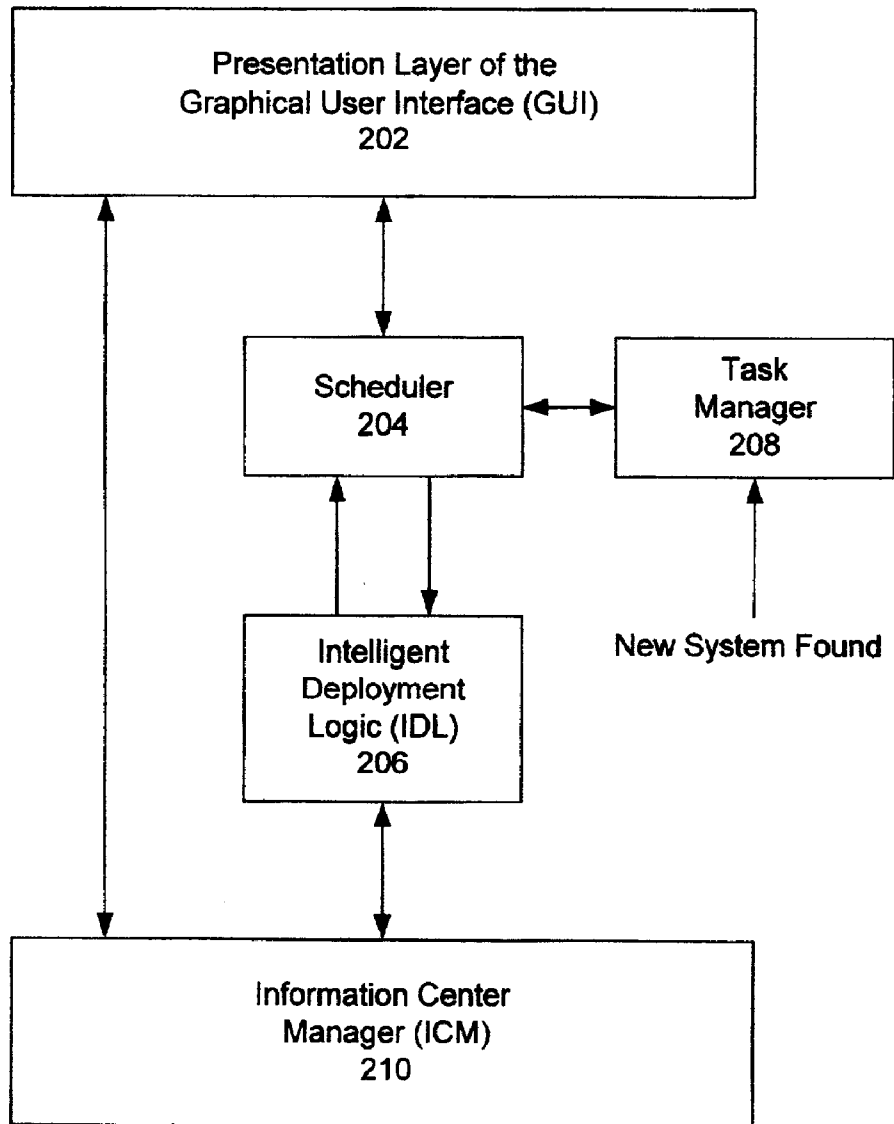 Presentation Layer of the
Graphical User Interface (GUI)
202
Scheduler
204
Task
Manager
208
Intelligent
Deployment
Logic (IDL)
206
New System Found
Information Center
Manager (ICM)
210